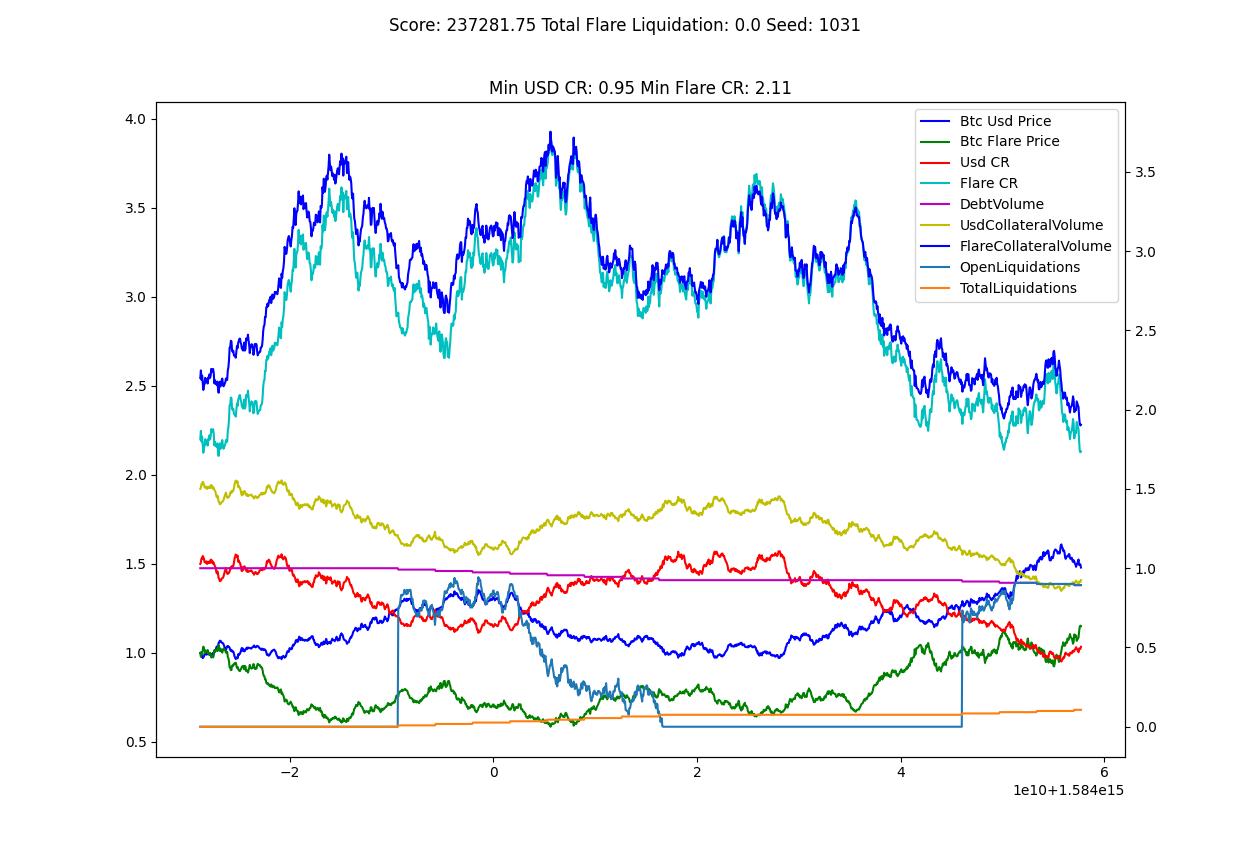 Score: 237281.75 Total Flare Liquidation: 0.0 Seed: 1031
Min USD CR: 0.95 Min Flare CR: 2.11
4.0
3.5
3.0
2.5
2.0
1.5
1.0
0.5
Btc Usd Price
Btc Flare Price
Usd CR
Flare CR
DebtVolume
UsdCollateralVolume
FlareCollateralVolume
OpenLiquidations
TotalLiquidations
3.5
3.0
2.5
2.0
1.5
1.0
0.5
0.0
−2 0 2 4 6
1e10+1.584e15